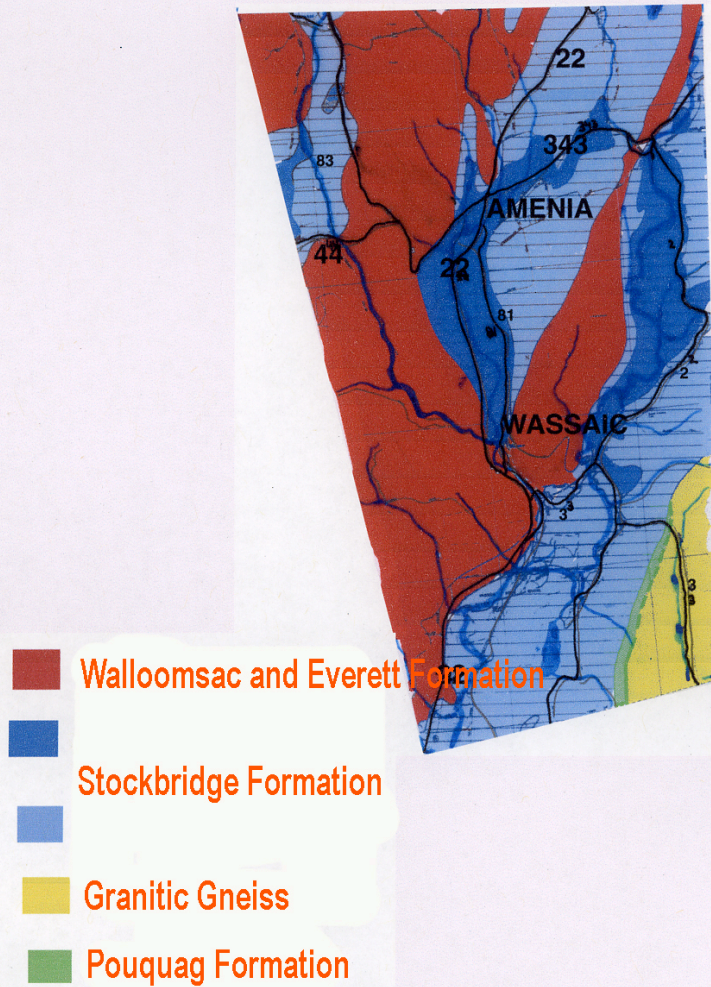 22
343
83
AMENIA
44
22
81
2
WASSAIC
3
3
Walloomsac and Everett Formation
Stockbridge Formation
Granitic Gneiss
Pouquag Formation